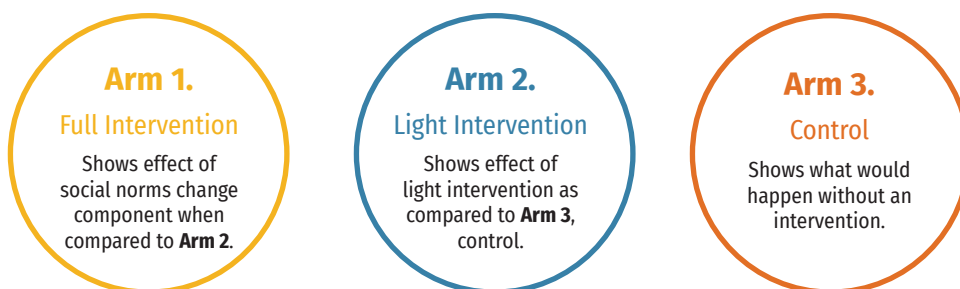 Arm 1.
Full Intervention
Shows effect of
social norms change
component when
compared to Arm 2.
Arm 2.
Light Intervention
Shows effect of
light intervention as
compared to Arm 3,
control.
Arm 3.
Control
Shows what would
happen without an
intervention.